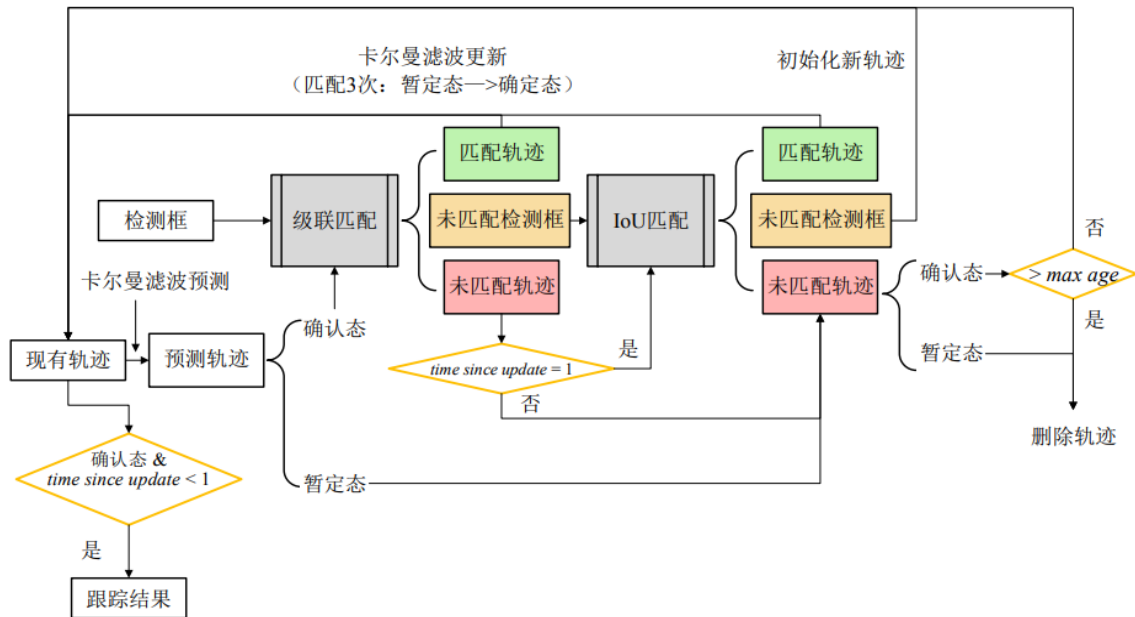 卡尔曼滤波更新
（匹配3次：暂定态—>确定态）
初始化新轨迹
匹配轨迹
匹配轨迹
检测框
级联匹配
未匹配检测框
IoU匹配
未匹配检测框
否
卡尔曼滤波预测
未匹配轨迹
未匹配轨迹
确认态
> max age
确认态
是
现有轨迹
预测轨迹
time since update = 1
是
暂定态
否
删除轨迹
确认态 &
time since update < 1
暂定态
是
跟踪结果